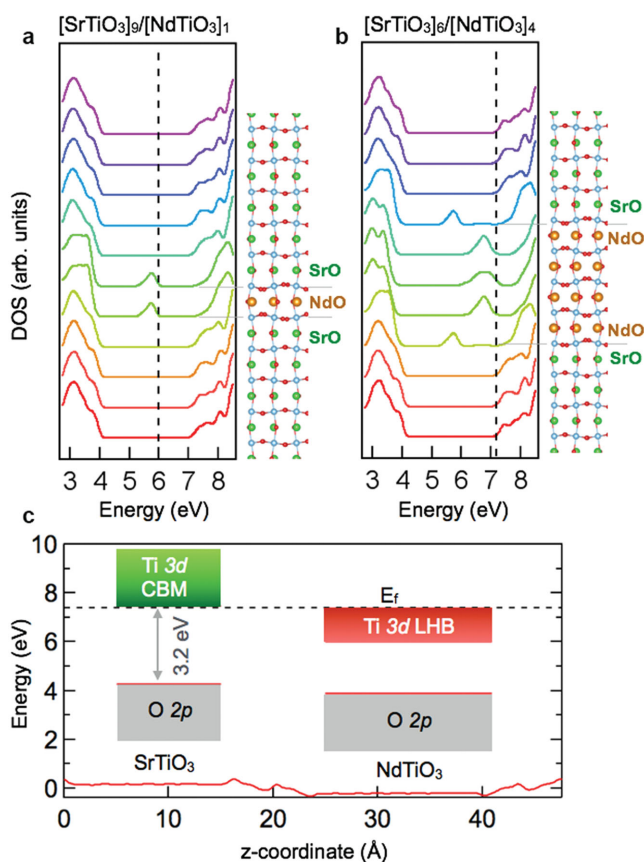 a
[SrTiO3]9/[NdTiO3]1
b
[SrTiO3]6/[NdTiO3]4
DOS (arb. units)
SrO
NdO
SrO
SrO
NdO
NdO
SrO
3 4 5 6 7 8
Energy (eV)
3 4 5 6 7 8
Energy (eV)
c
10
8
6
4
2
0
Energy (eV)
Ti 3d
CBM
Ef
Ti 3d LHB
3.2 eV
O 2p
O 2p
SrTiO3
NdTiO3
0 10 20 30 40
z-coordinate (Å)